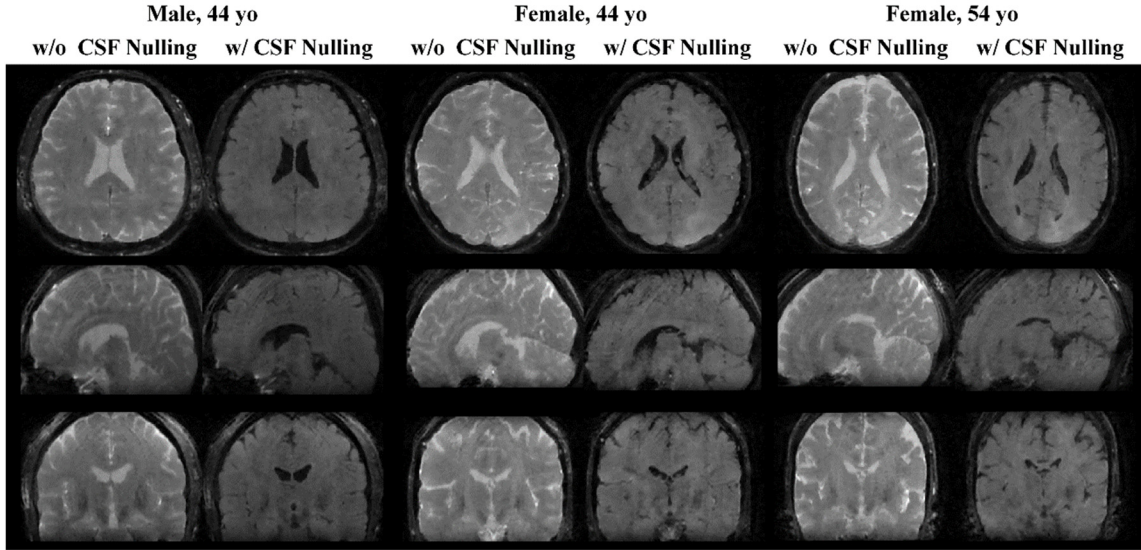 Male, 44 yo Female, 44 yo Female, 54 yo
w/o CSF Nulling w/ CSF Nulling w/o CSF Nulling w/ CSF Nulling w/o CSF Nulling w/ CSF Nulling